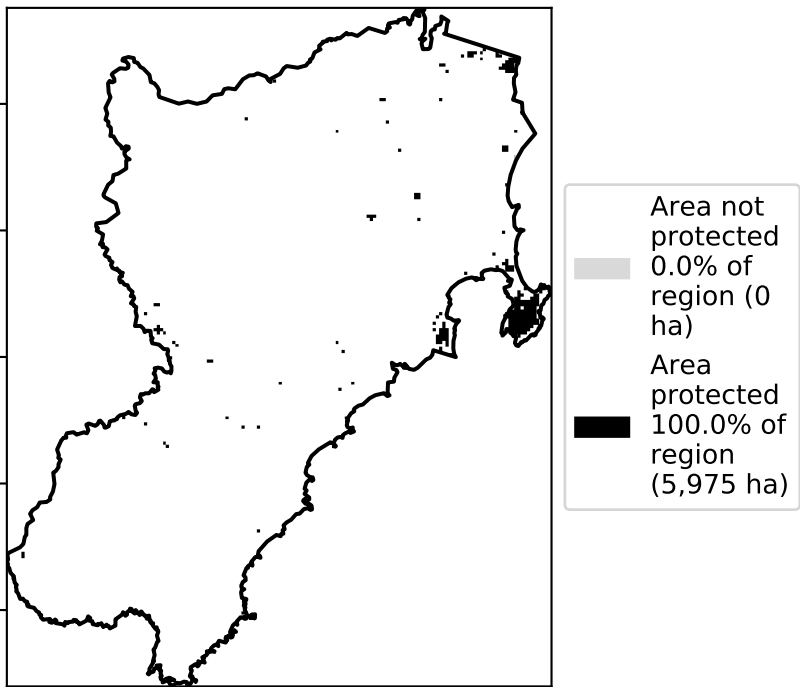 Area not
protected
0.0% of
region (0
ha)
Area
protected
100.0% of
region
(5,975 ha)